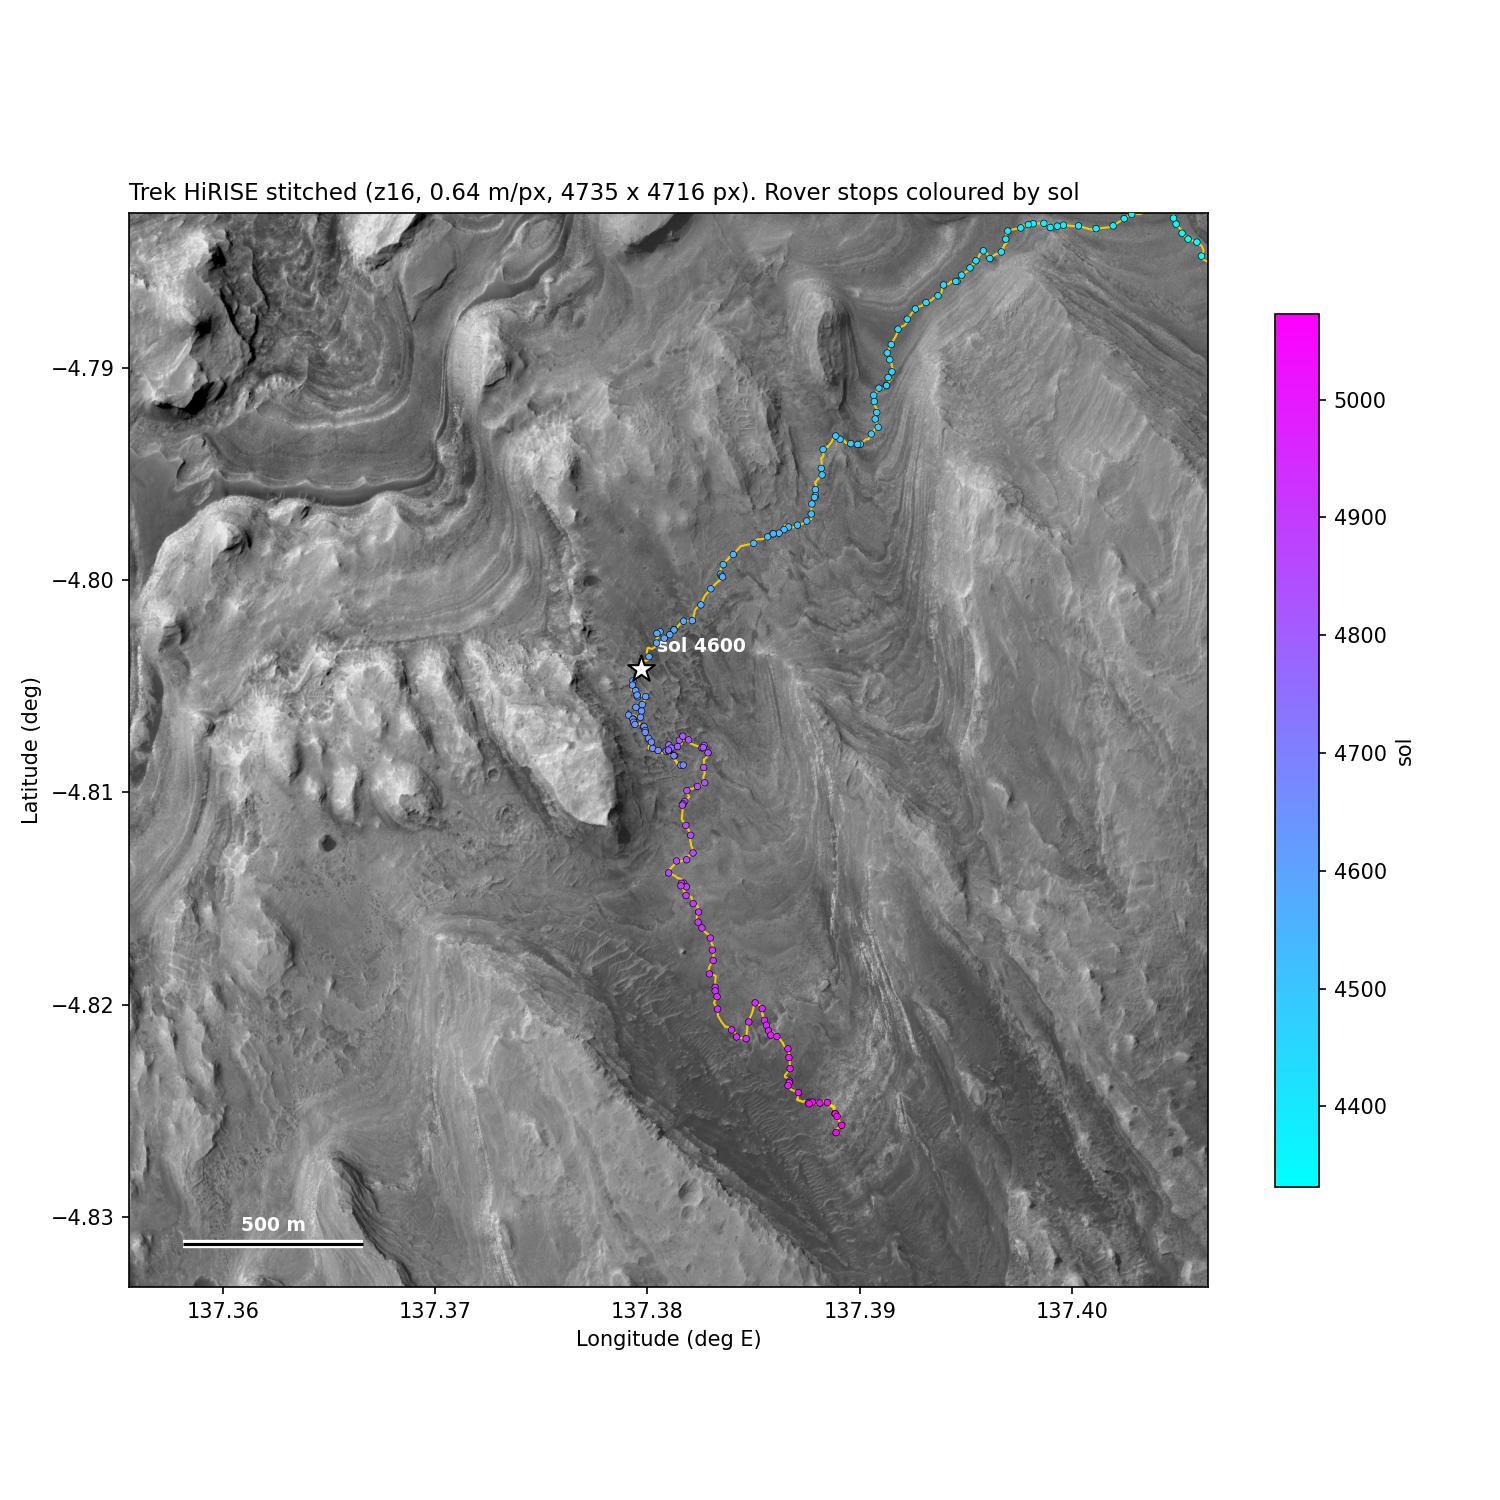 Trek HiRISE stitched (z16, 0.64 m/px, 4735 x 4716 px). Rover stops coloured by sol
−4.79
−4.80
−4.81
−4.82
−4.83
Latitude (deg)
sol 4600
500 m
137.36
137.37
137.38
137.39
137.40
Longitude (deg E)
5000
4900
4800
4700
4600
4500
4400
sol